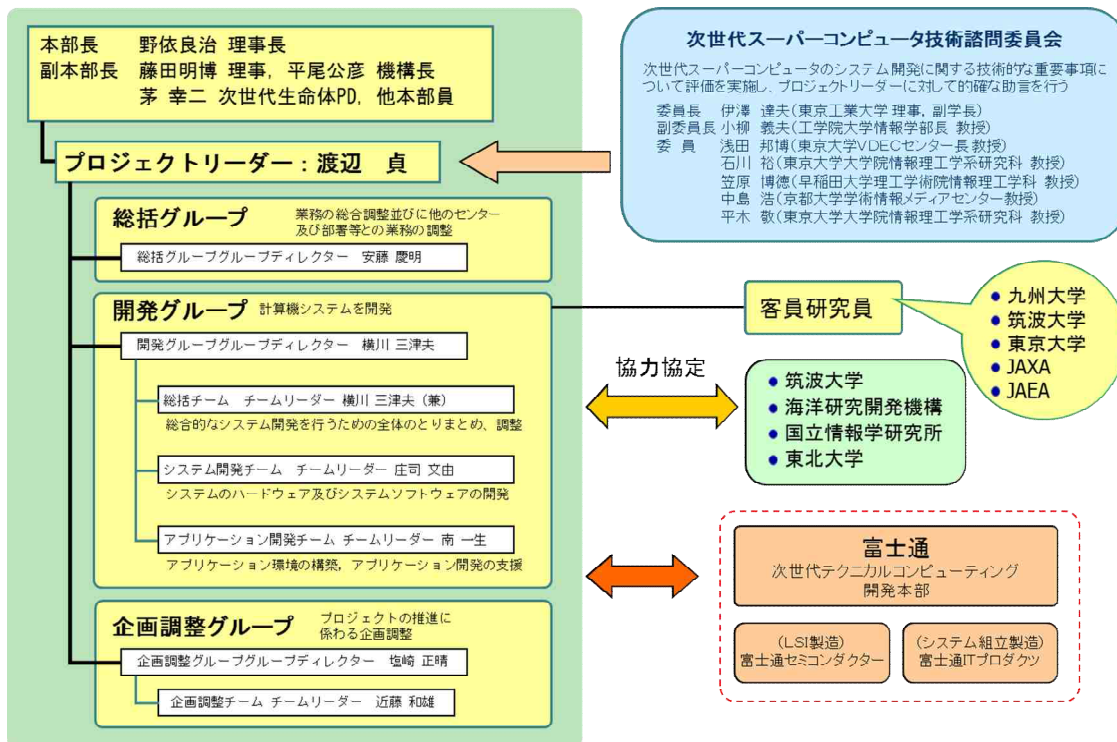 本部長 野依良治 理事長
副本部長 藤田明博 理事, 平尾公彦 機構長
茅 幸二 次世代生命体PD, 他本部員
プロジェクトリーダー：渡辺 貞
総括グループ
業務の総合調整並びに他のセンター
及び部署等との業務の調整
総括グループグループディレクター 安藤 慶明
開発グループ
計算機システムを開発
開発グループグループディレクター 横川 三津夫
総括チーム チームリーダー 横川 三津夫（兼）
総合的なシステム開発を行うための全体のとりまとめ、調整
システム開発チーム チームリーダー 庄司 文由
システムのハードウェア及びシステムソフトウェアの開発
アプリケーション開発チーム チームリーダー 南 一生
アプリケーション環境の構築，アプリケーション開発の支援
企画調整グループ
プロジェクトの推進に
係わる企画調整
企画調整グループグループディレクター 塩崎 正晴
企画調整チーム チームリーダー 近藤 和雄
次世代スーパーコンピュータ技術諮問委員会
次世代スーパーコンピュータのシステム開発に関する技術的な重要事項に
ついて評価を実施し、プロジェクトリーダーに対して的確な助言を行う
委員長 伊澤 達夫（東京工業大学 理事, 副学長）
副委員長 小柳 義夫（工学院大学情報学部長 教授）
委 員 浅田 邦博（東京大学VDECセンター長 教授）
石川 裕（東京大学大学院情報理工学系研究科 教授）
笠原 博徳（早稲田大学理工学術院情報理工学科 教授）
中島 浩（京都大学学術情報メディアセンター教授）
平木 敬（東京大学大学院情報理工学系研究科 教授）
客員研究員
● 九州大学
● 筑波大学
● 東京大学
● JAXA
● JAEA
協力協定
● 筑波大学
● 海洋研究開発機構
● 国立情報学研究所
● 東北大学
富士通
次世代テクニカルコンピューティング
開発本部
（LSI製造）
富士通セミコンダクター
（システム組立製造）
富士通ITプロダクツ